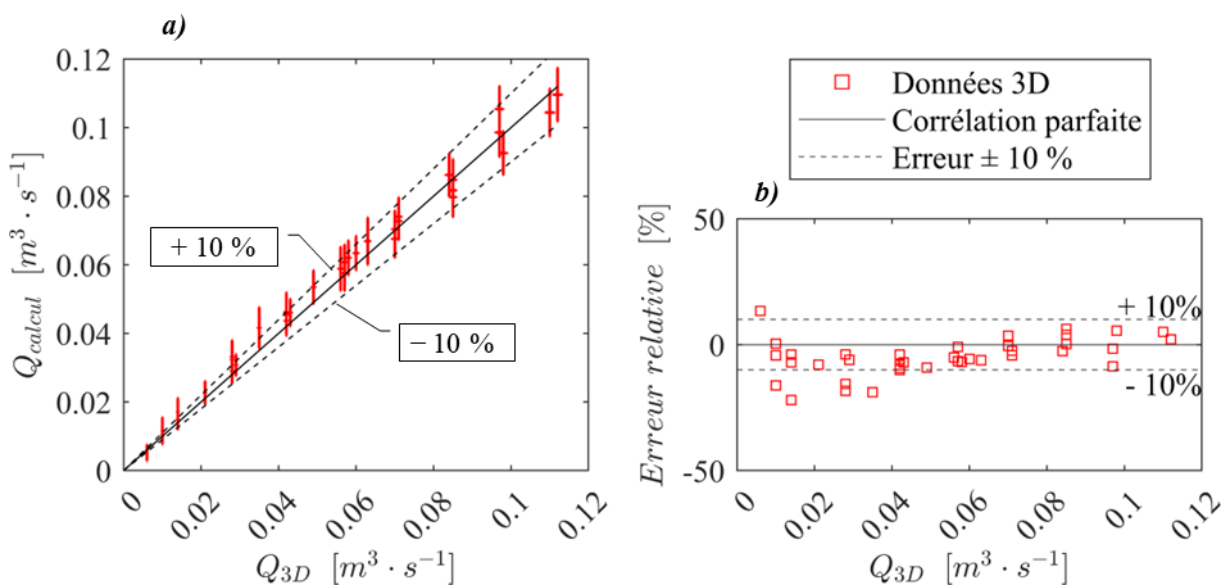 a)
0.12
0.1
0.08
0.06
0.04
0.02
0
Q_calcul [m³ · s⁻¹]
+ 10 %
− 10 %
0
0.02
0.04
0.06
0.08
0.1
0.12
Q_3D [m³ · s⁻¹]
Données 3D
Corrélation parfaite
Erreur ± 10 %
b)
50
0
-50
Erreur relative [%]
+ 10%
- 10%
0
0.02
0.04
0.06
0.08
0.1
0.12
Q_3D [m³ · s⁻¹]